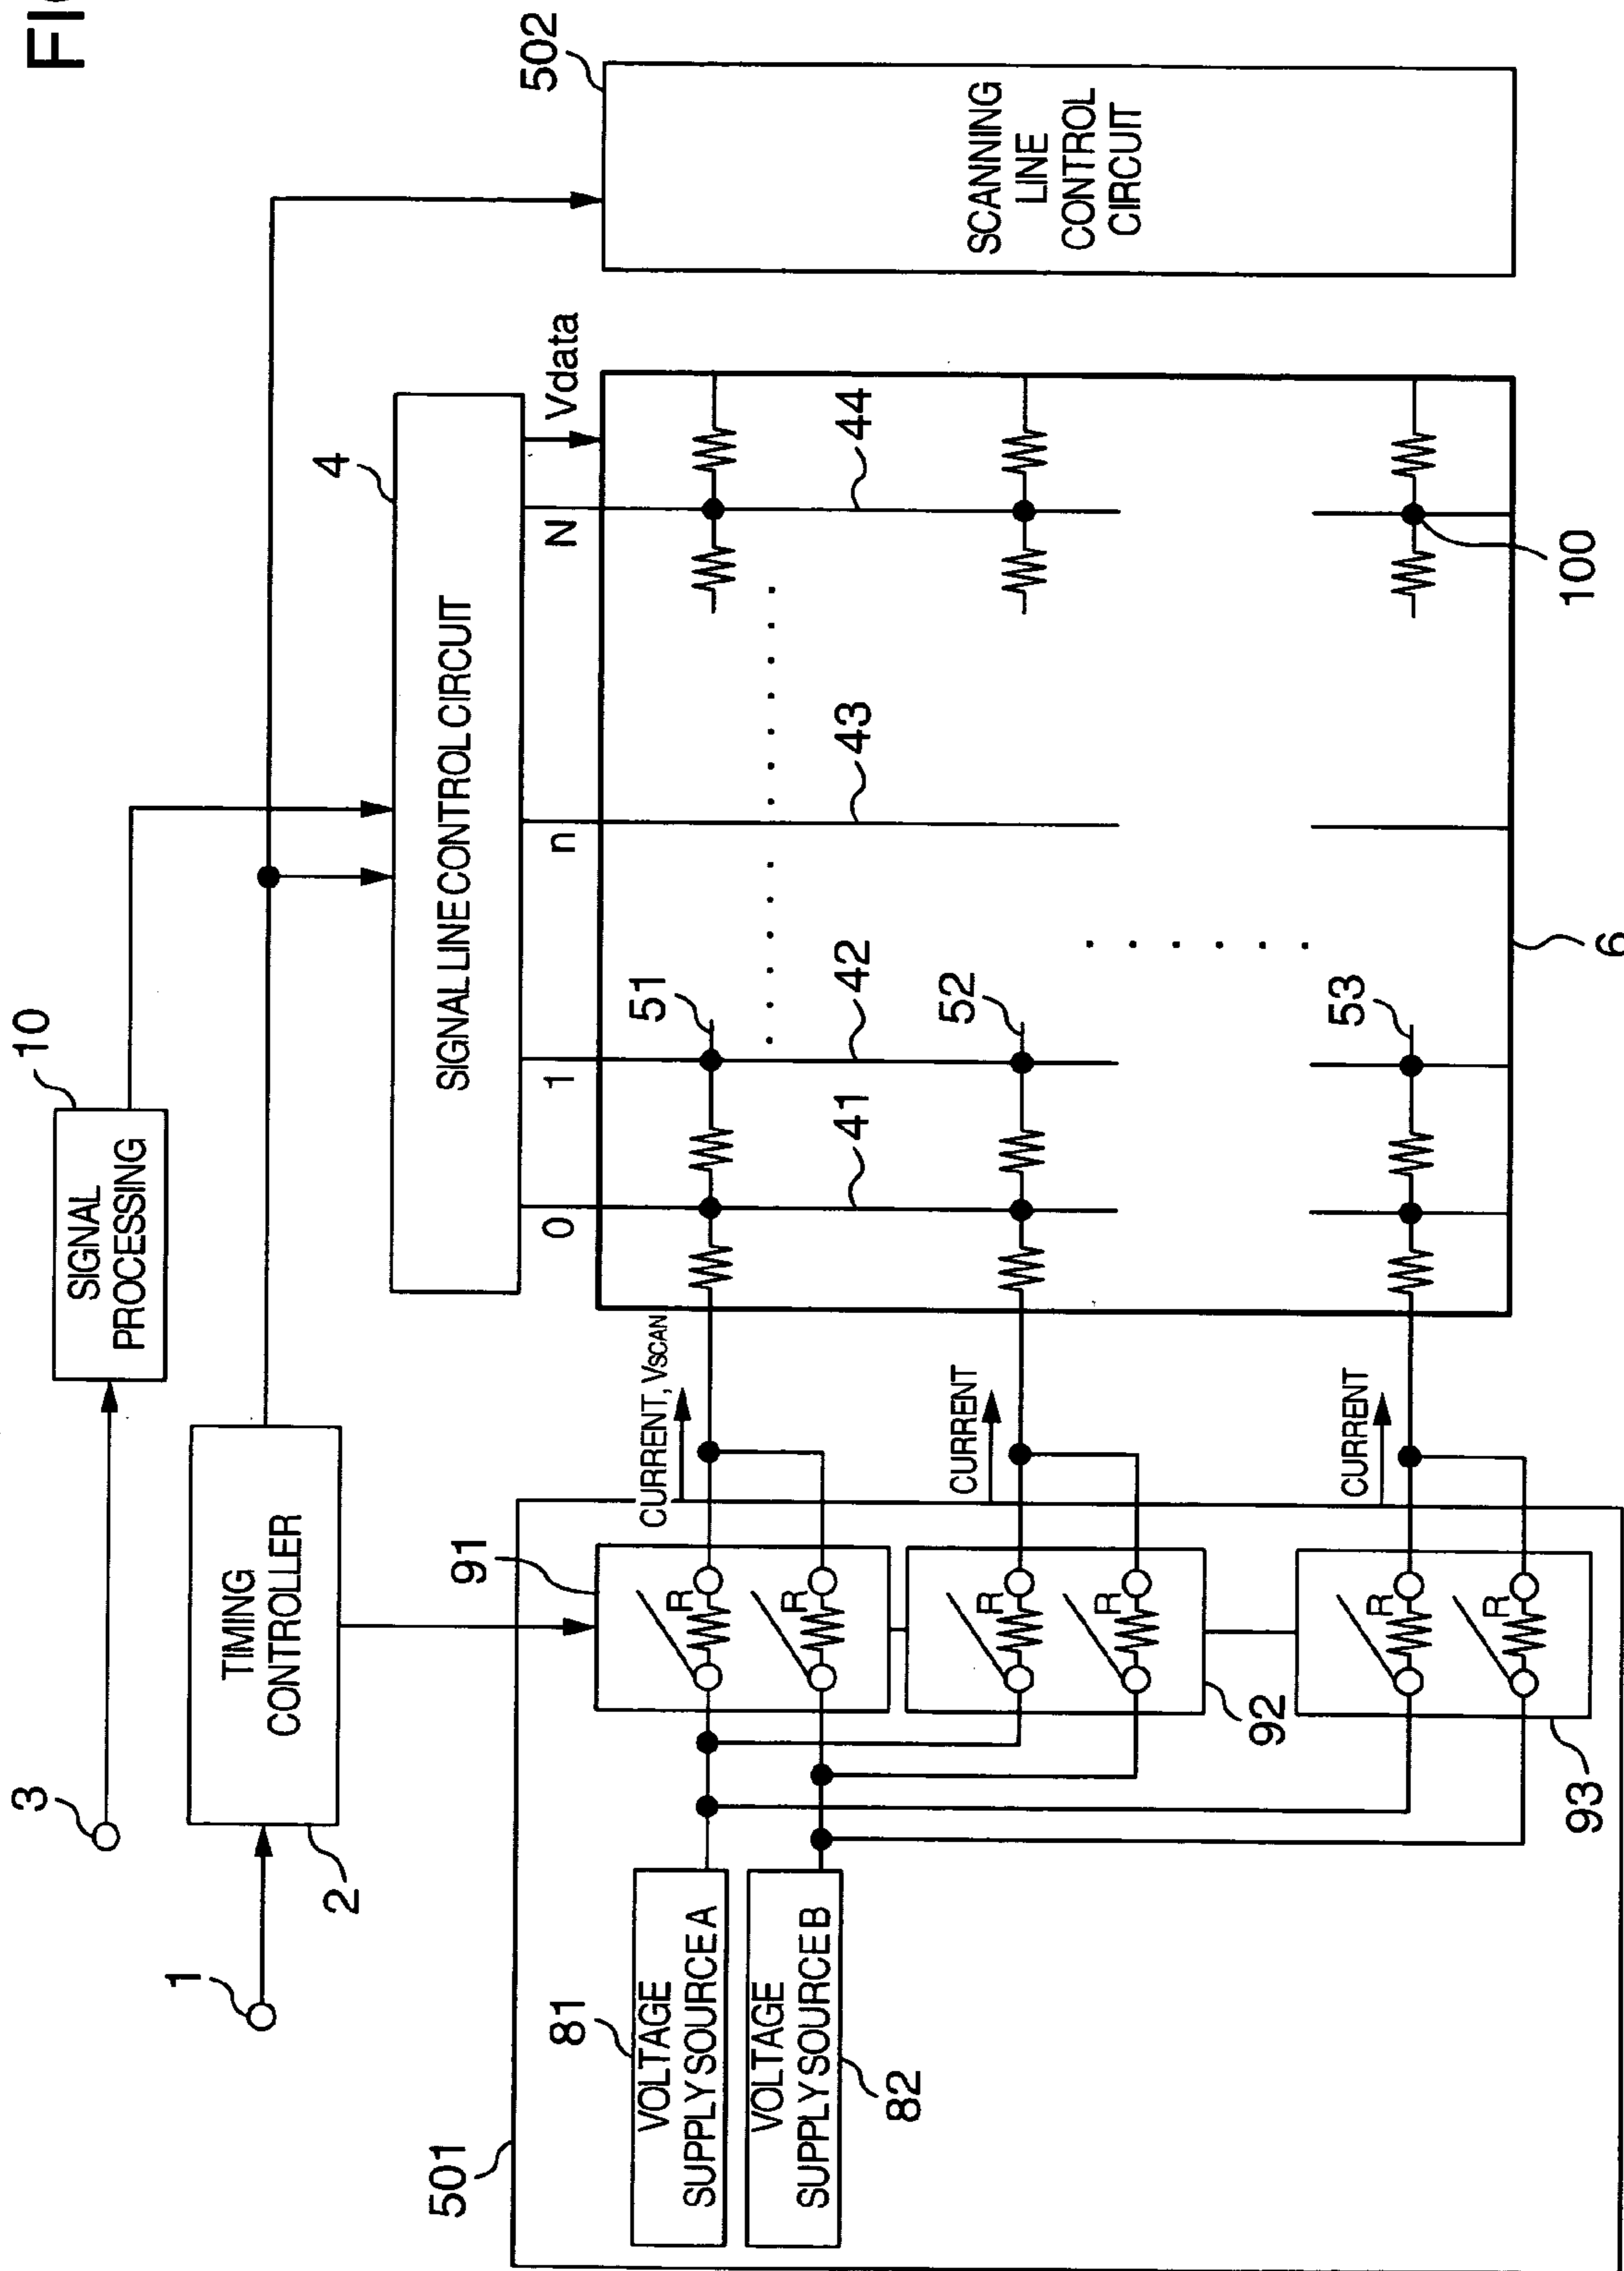 FIG
3
10
SIGNAL
PROCESSING
1
2
TIMING
CONTROLLER
4
SIGNAL LINE CONTROL CIRCUIT
502
SCANNING
LINE
CONTROL
CIRCUIT
0
1
n
N
Vdata
501
81
VOLTAGE
SUPPLY SOURCE A
VOLTAGE
SUPPLY SOURCE B
82
91
R
R
CURRENT, VSCAN
51
41
42
43
44
92
R
R
CURRENT
52
93
R
R
CURRENT
53
6
100